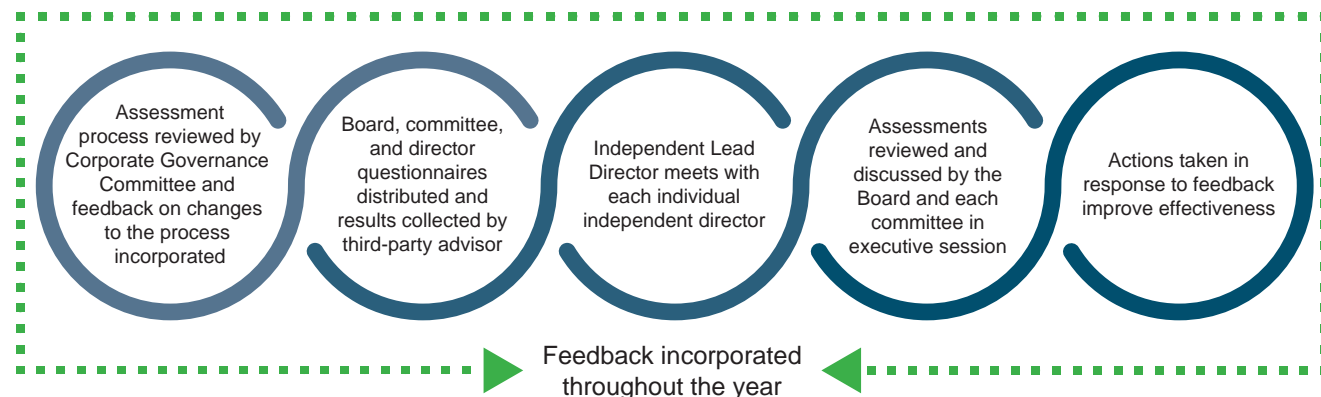 Assessment
process reviewed by
Corporate Governance
Committee and
feedback on changes
to the process
incorporated
Board, committee,
and director
questionnaires
distributed and
results collected by
third-party advisor
Independent Lead
Director meets with
each individual
independent director
Assessments
reviewed and
discussed by the
Board and each
committee in
executive session
Actions taken in
response to feedback
improve effectiveness
Feedback incorporated
throughout the year